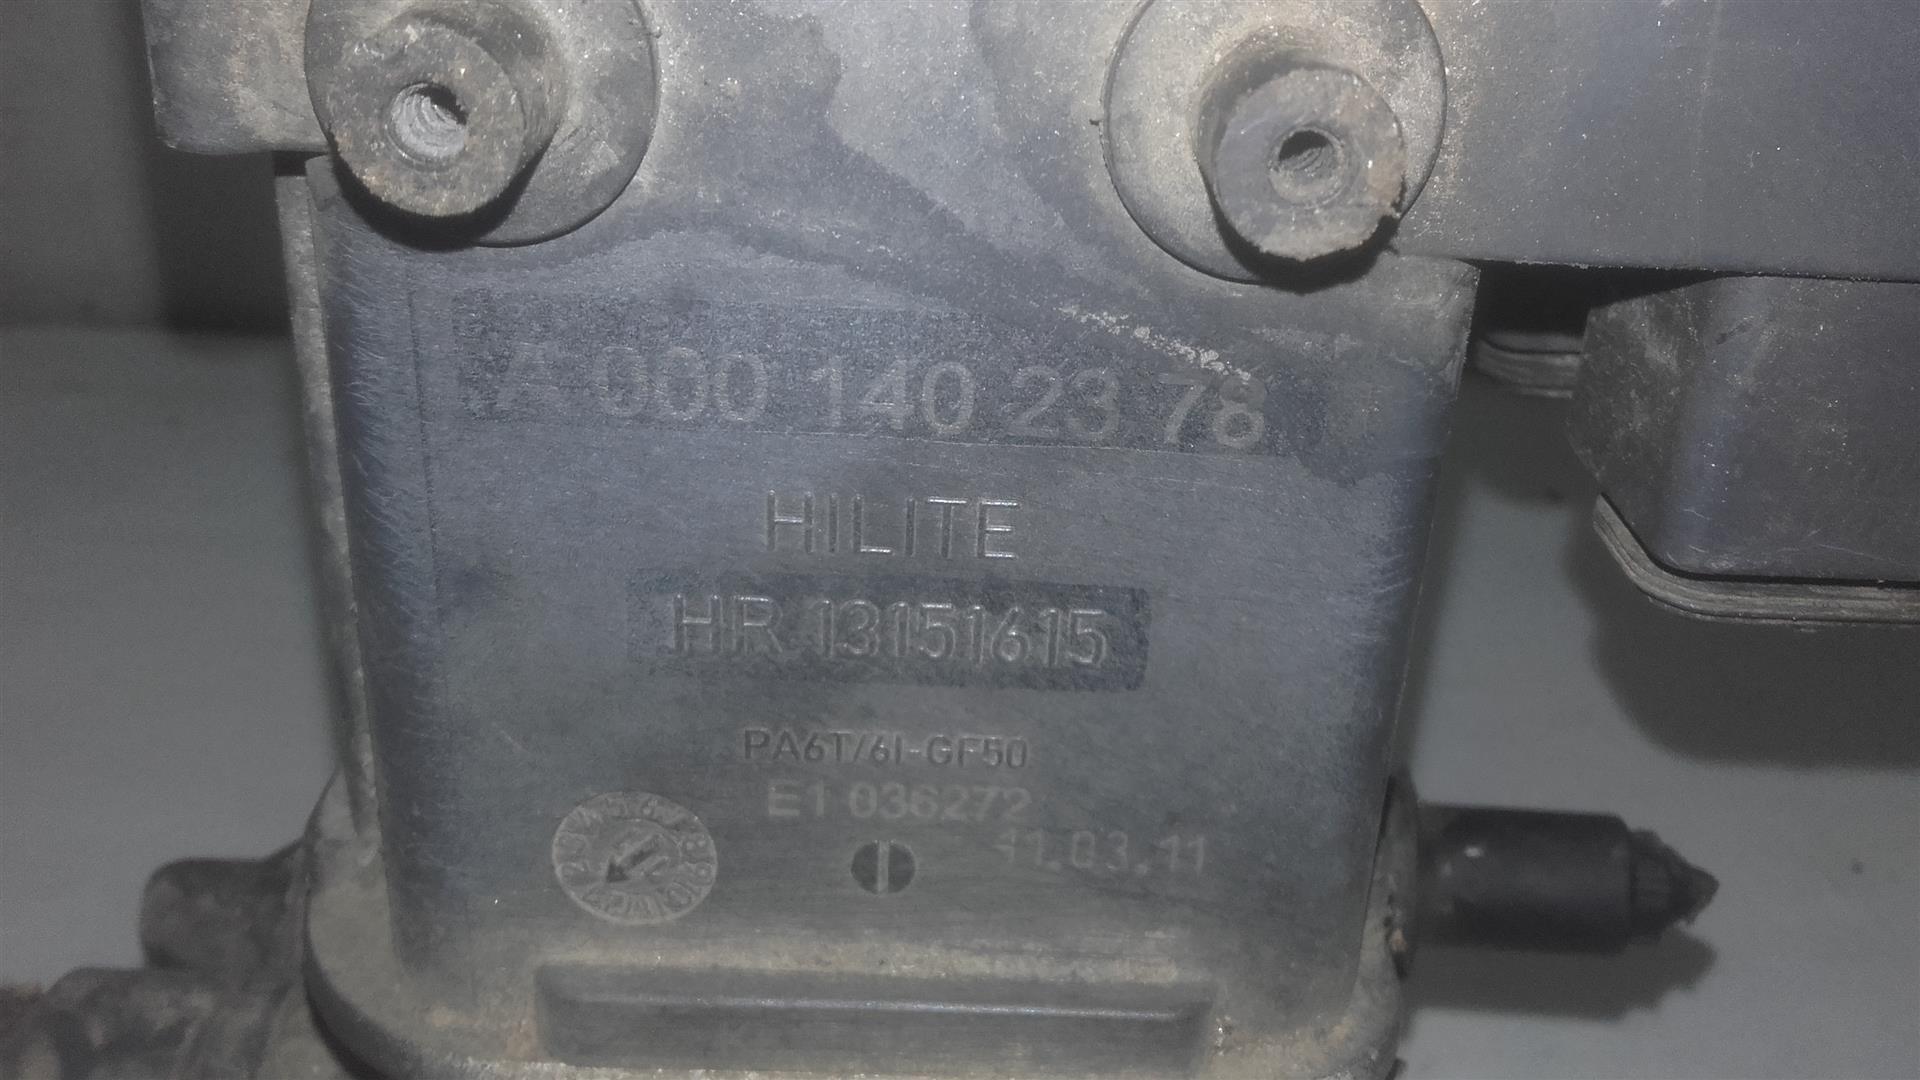 A 000 140 23 78
HILITE
HR 13151615
PA6T/6I-GF50
E1 036272
11.03.11